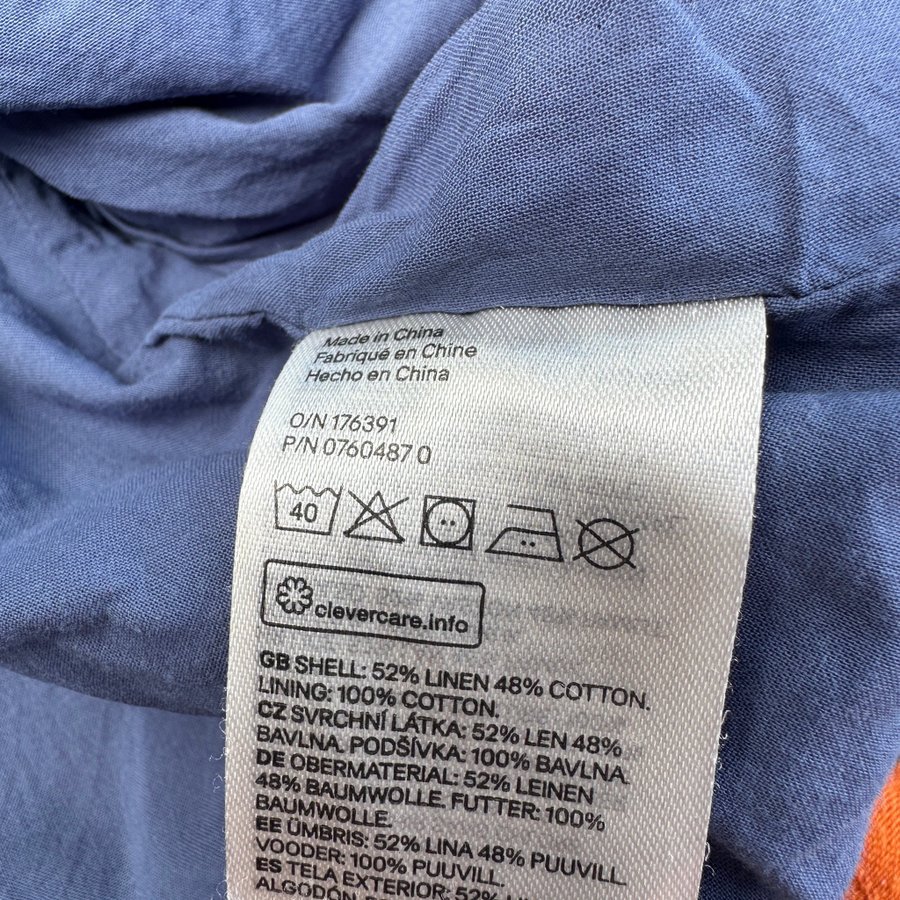 Made in China
Fabriqué en Chine
Hecho en China
O/N 176391
P/N 0760487 0
40
clevercare.info
GB SHELL: 52% LINEN 48% COTTON.
LINING: 100% COTTON.
CZ SVRCHNÍ LÁTKA: 52% LEN 48%
BAVLNA. PODŠÍVKA: 100% BAVLNA.
DE OBERMATERIAL: 52% LEINEN
48% BAUMWOLLE. FUTTER: 100%
BAUMWOLLE.
EE ÜMBRIS: 52% LINA 48% PUUVILL.
VOODER: 100% PUUVILL.
ES TELA EXTERIOR: 52%
ALGODÓN.